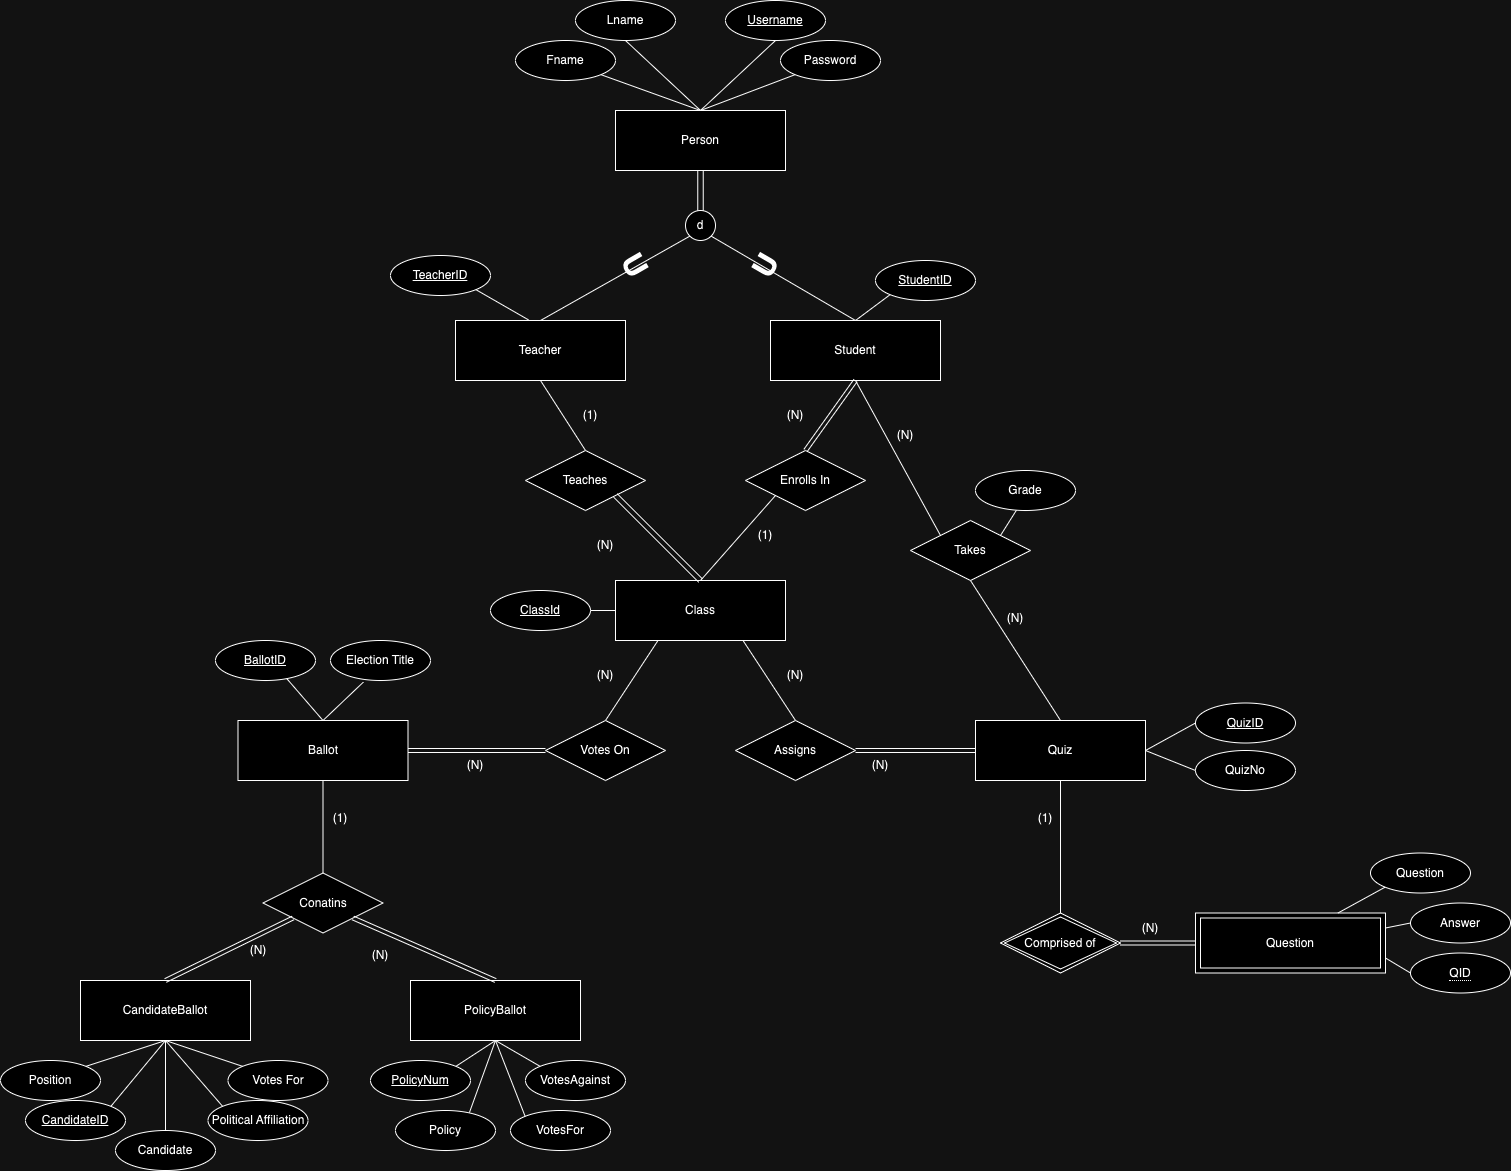 Lname
Username
Fname
Password
Person
d
TeacherID
StudentID
Teacher
Student
(1)
(N)
(N)
Teaches
Enrolls In
Grade
(N)
(1)
Takes
ClassId
Class
(N)
BallotID
Election Title
(N)
(N)
QuizID
Ballot
Votes On
Assigns
Quiz
(N)
(N)
QuizNo
(1)
(1)
Question
Conatins
Answer
(N)
(N)
(N)
Comprised of
Question
QID
CandidateBallot
PolicyBallot
Position
Votes For
PolicyNum
VotesAgainst
CandidateID
Political Affiliation
Policy
VotesFor
Candidate